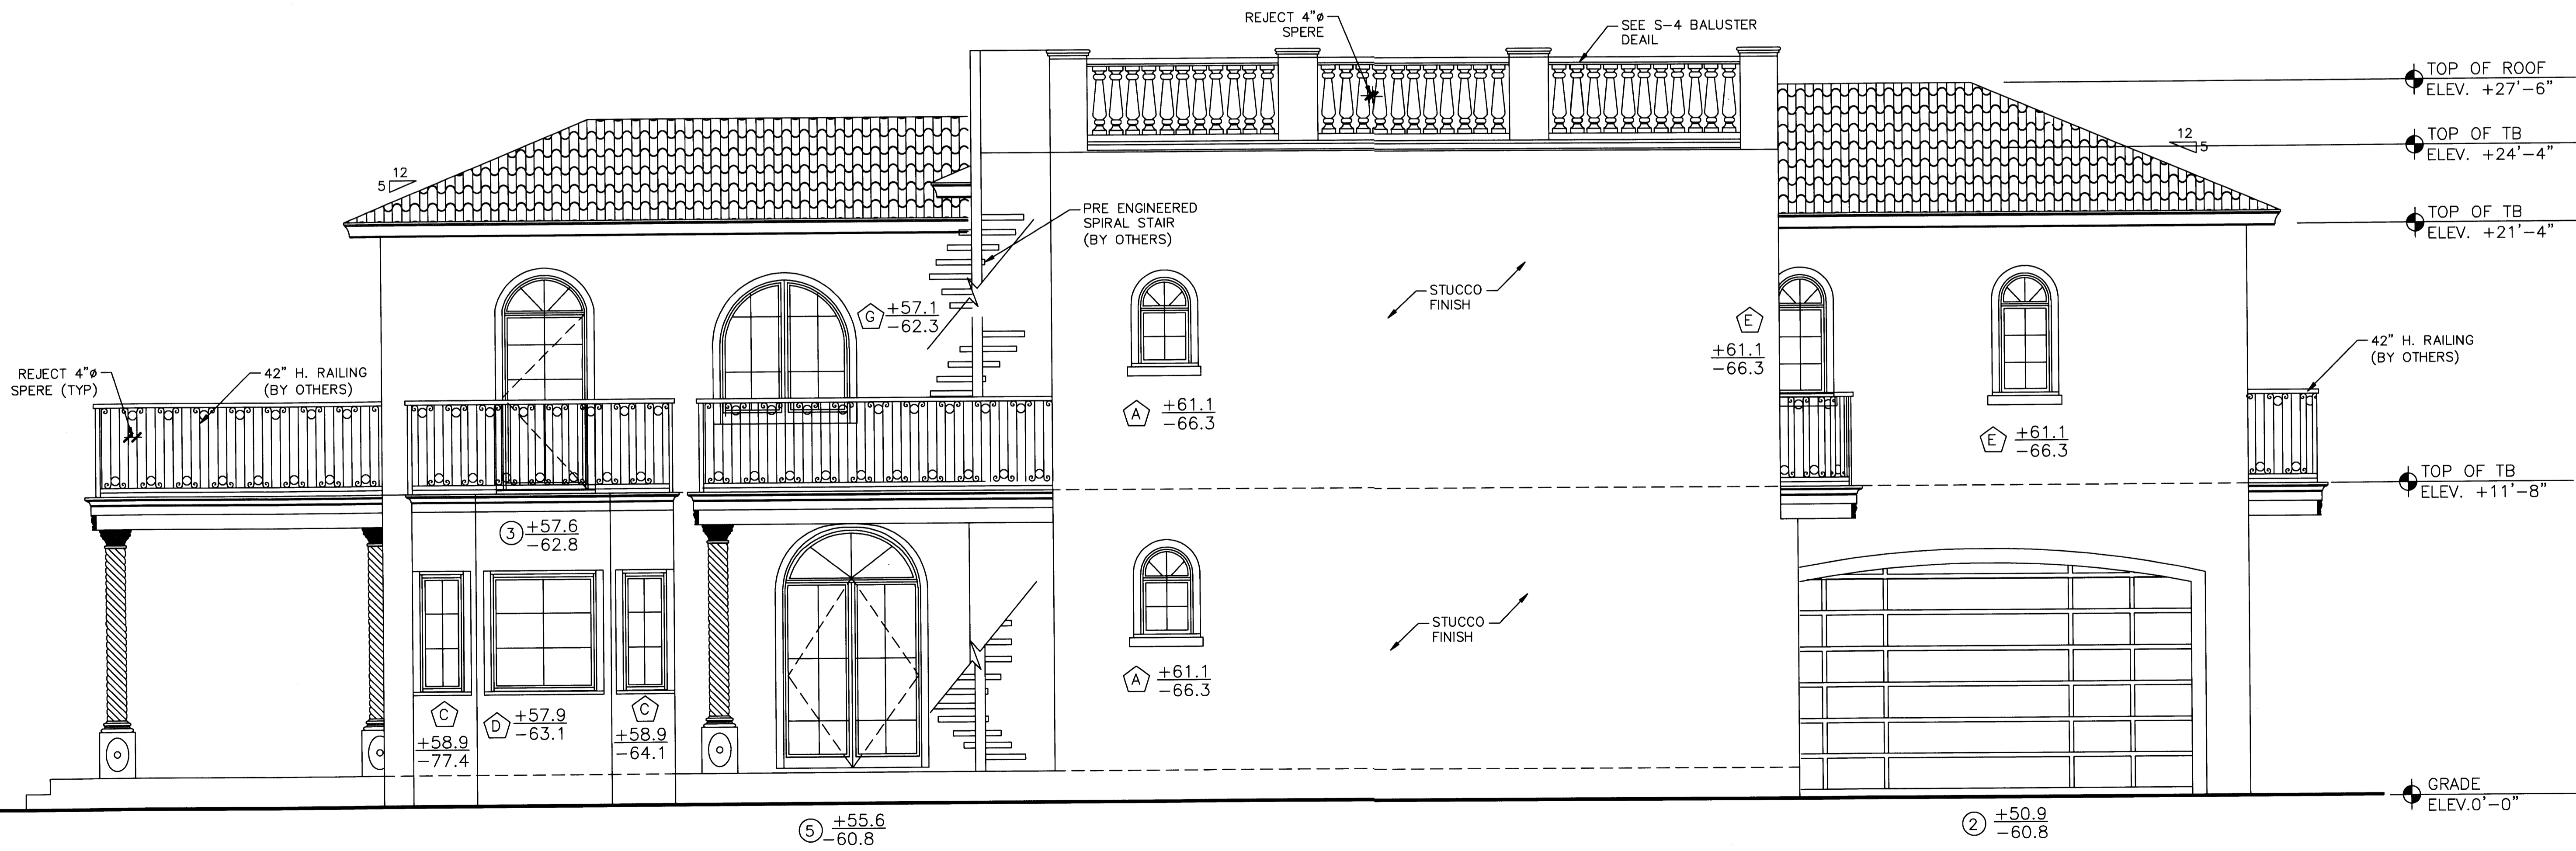 REJECT 4"ø
SPERE
SEE S-4 BALUSTER
DEAIL
TOP OF ROOF
ELEV. +27'-6"
12
5
TOP OF TB
ELEV. +24'-4"
12
5
PRE ENGINEERED
SPIRAL STAIR
(BY OTHERS)
TOP OF TB
ELEV. +21'-4"
STUCCO
FINISH
G +57.1
-62.3
E
+61.1
-66.3
REJECT 4"ø
SPERE (TYP)
42" H. RAILING
(BY OTHERS)
42" H. RAILING
(BY OTHERS)
A +61.1
-66.3
E +61.1
-66.3
TOP OF TB
ELEV. +11'-8"
3 +57.6
-62.8
STUCCO
FINISH
A +61.1
-66.3
C
+58.9
-77.4
D +57.9
-63.1
C
+58.9
-64.1
GRADE
ELEV.0'-0"
5 +55.6
-60.8
2 +50.9
-60.8